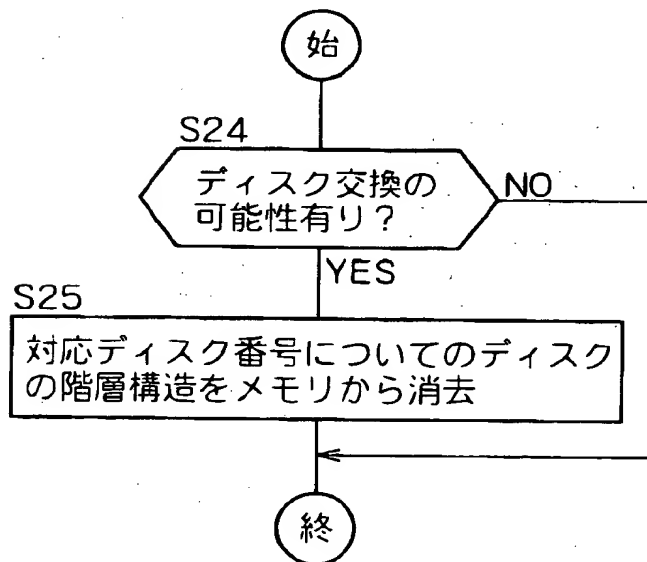 始
S24
ディスク交換の
可能性有り?
NO
YES
S25
対応ディスク番号についてのディスク
の階層構造をメモリから消去
終